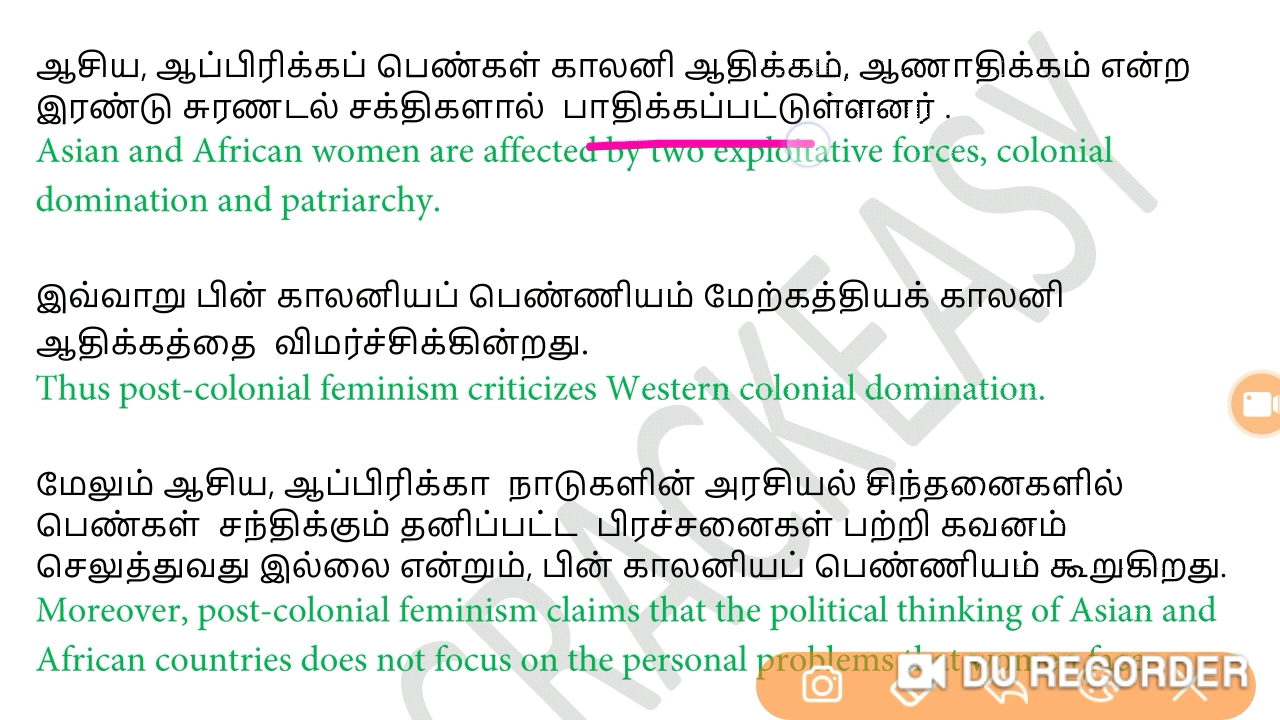 ஆசிய, ஆப்பிரிக்கப் பெண்கள் காலனி ஆதிக்கம், ஆணாதிக்கம் என்ற
இரண்டு சுரணடல் சக்திகளால் பாதிக்கப்பட்டுள்ளனர் .
Asian and African women are affected by two exploitative forces, colonial
domination and patriarchy.
இவ்வாறு பின் காலனியப் பெண்ணியம் மேற்கத்தியக் காலனி
ஆதிக்கத்தை விமர்ச்சிக்கின்றது.
Thus post-colonial feminism criticizes Western colonial domination.
மேலும் ஆசிய, ஆப்பிரிக்கா நாடுகளின் அரசியல் சிந்தனைகளில்
பெண்கள் சந்திக்கும் தனிப்பட்ட பிரச்சனைகள் பற்றி கவனம்
செலுத்துவது இல்லை என்றும், பின் காலனியப் பெண்ணியம் கூறுகிறது.
Moreover, post-colonial feminism claims that the political thinking of Asian and
African countries does not focus on the personal problems that women face.
DU RECORDER
CRACKEASY